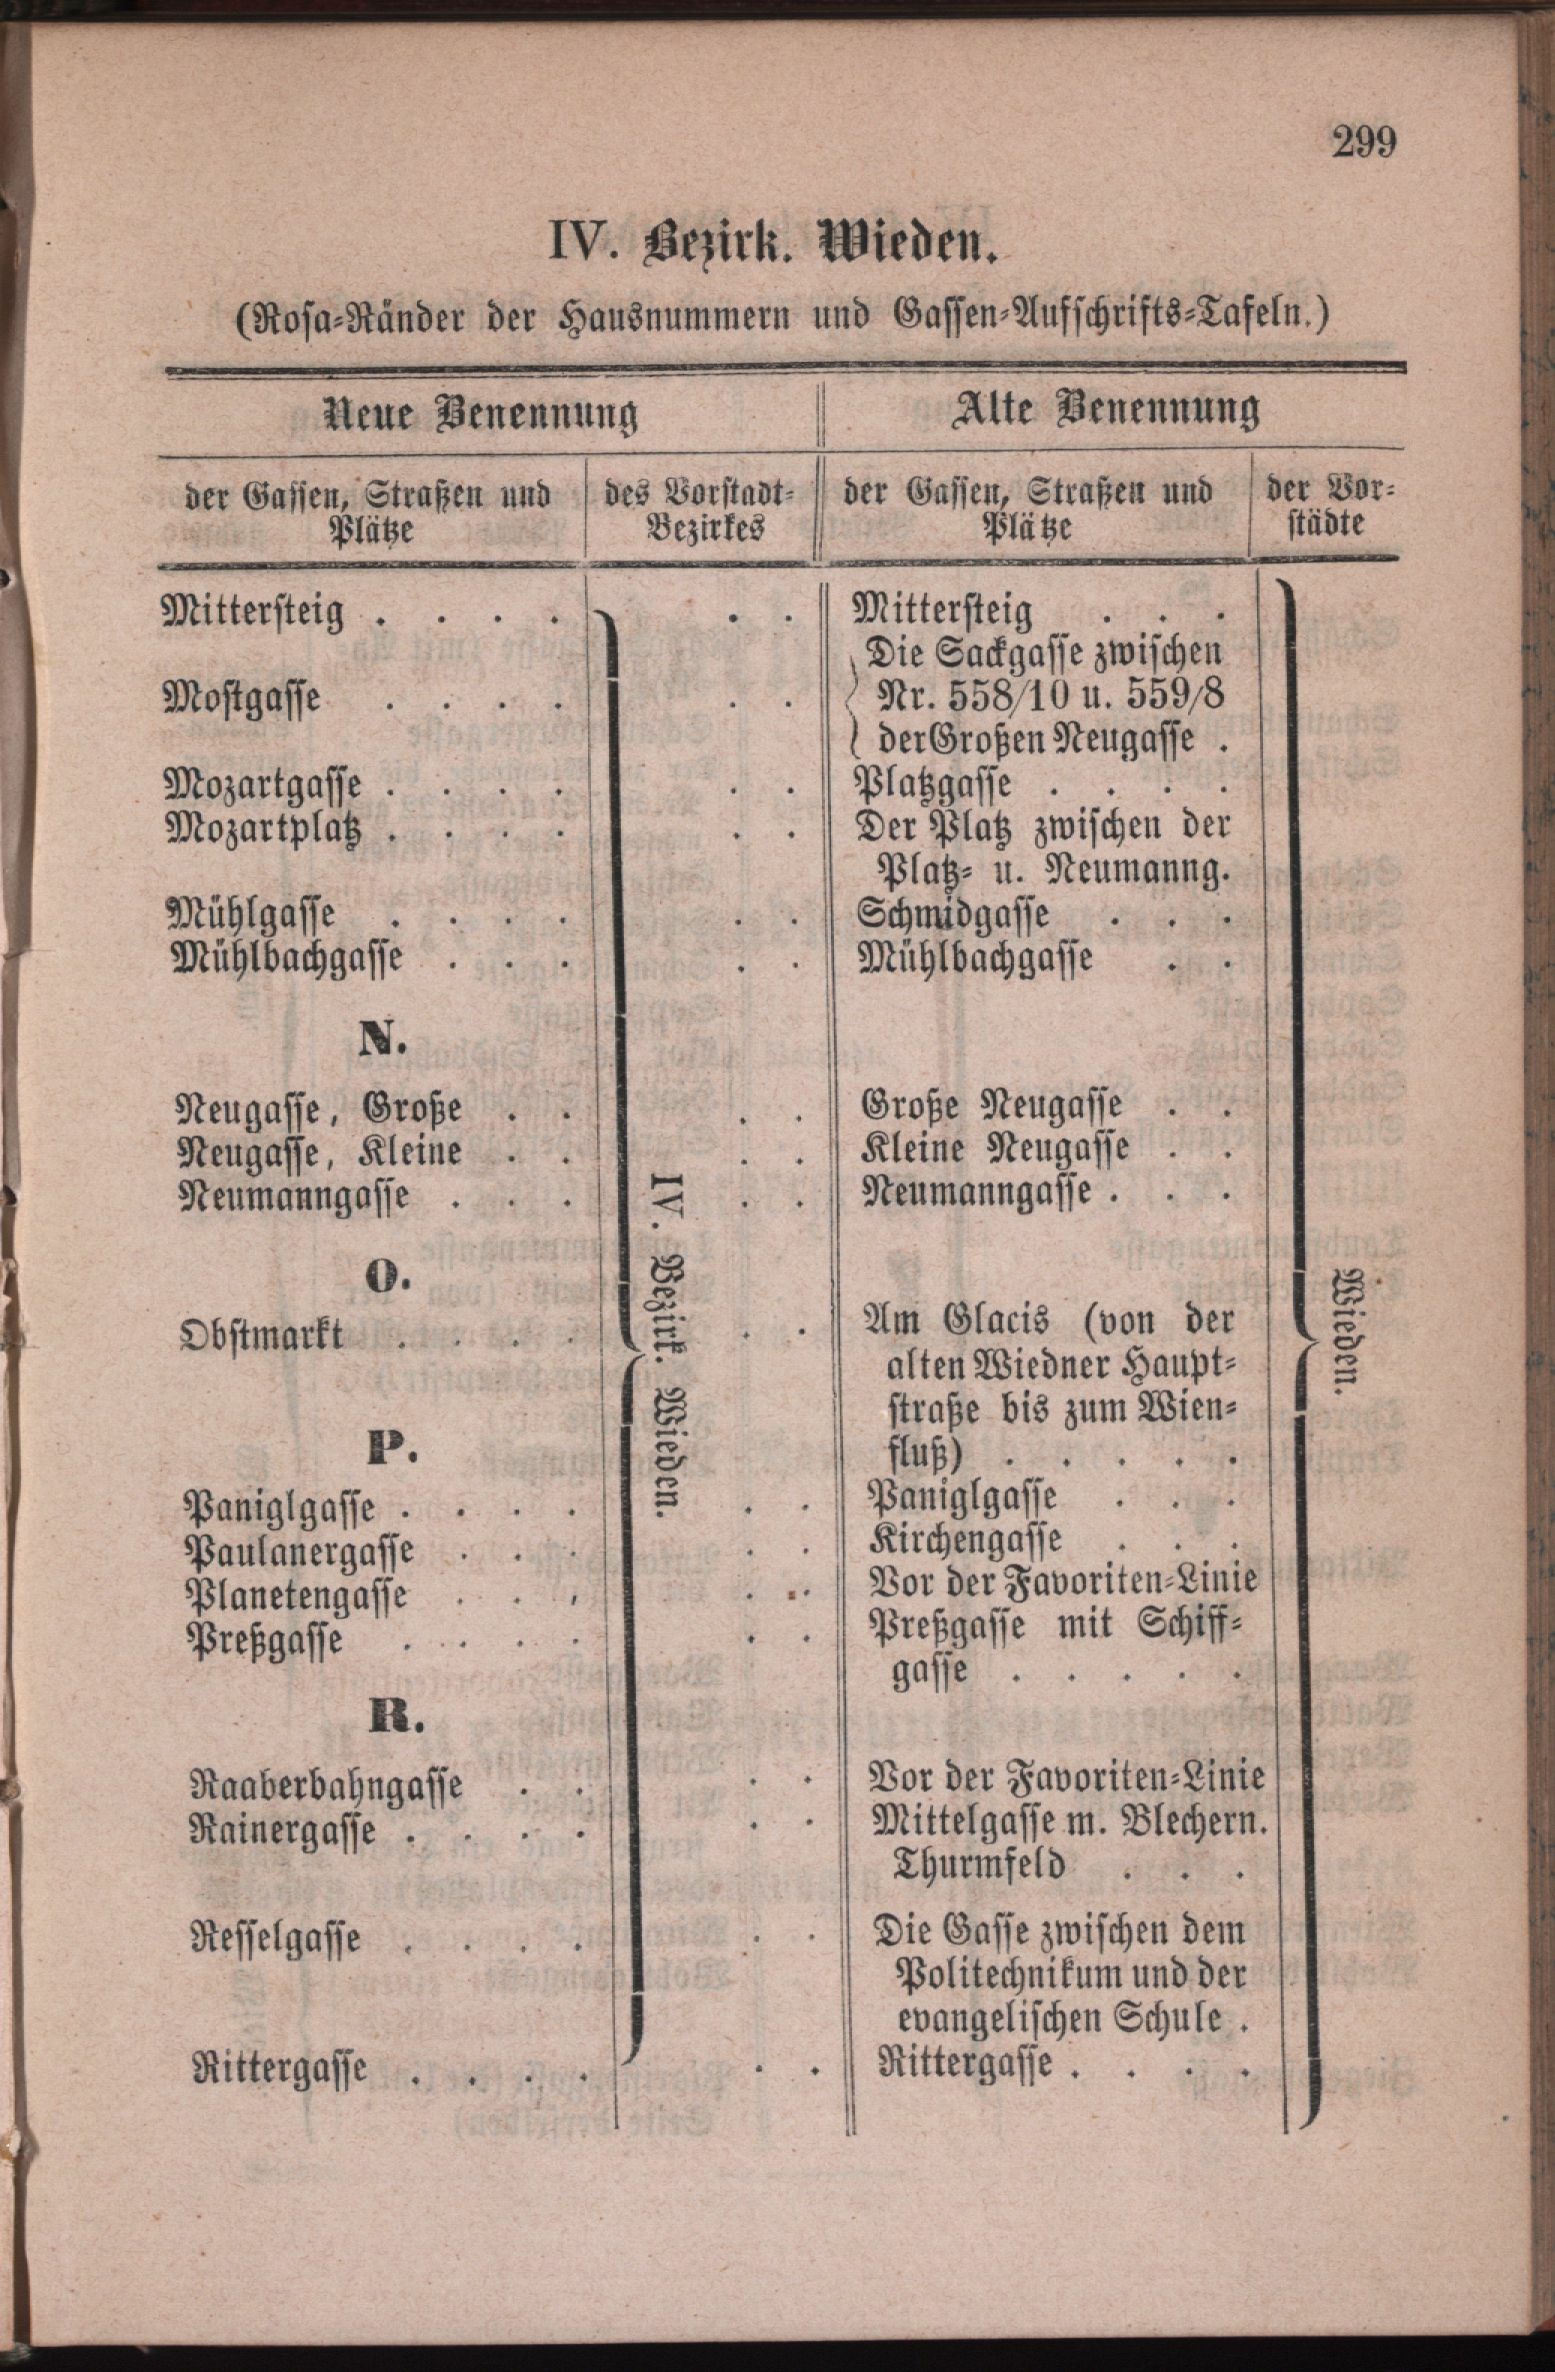 299
IV. Bezirk. Wieden.
(Rosa-Ränder der Hausnummern und Gassen-Aufschrifts-Tafeln.)
Neue Benennung Alte Benennung
der Gassen, Straßen und des Vorstadt- der Gassen, Straßen und der Vor-
Plätze Bezirkes Plätze städte
Mittersteig . . . . . . Mittersteig . . .
Die Sackgasse zwischen
Mostgasse . . . . . . Nr. 558/10 u. 559/8
der Großen Neugasse .
Mozartgasse . . . . . . Platzgasse . . . .
Mozartplatz . . . . . . Der Platz zwischen der
Platz- u. Neumanng.
Mühlgasse . . . . . . Schmidgasse . . .
Mühlbachgasse . . . . . Mühlbachgasse . .
N.
Neugasse, Große . . . . Große Neugasse . .
Neugasse, Kleine . . . . Kleine Neugasse . .
Neumanngasse . . . . . Neumanngasse . . .
IV. Bezirk. Wieden.
Wieden.
O.
Obstmarkt . . . . . . Am Glacis (von der
alten Wiedner Haupt-
straße bis zum Wien-
fluß) . . . . .
P.
Paniglgasse . . . . . . Paniglgasse . . .
Paulanergasse . . . . . Kirchengasse . . .
Planetengasse . . . . . Vor der Favoriten-Linie
Preßgasse . . . . . . Preßgasse mit Schiff-
gasse . . . . .
R.
Raaberbahngasse . . . . Vor der Favoriten-Linie
Rainergasse . . . . . . Mittelgasse m. Blechern.
Thurmfeld . . .
Resselgasse . . . . . . Die Gasse zwischen dem
Politechnikum und der
evangelischen Schule .
Rittergasse . . . . . . Rittergasse . . . .